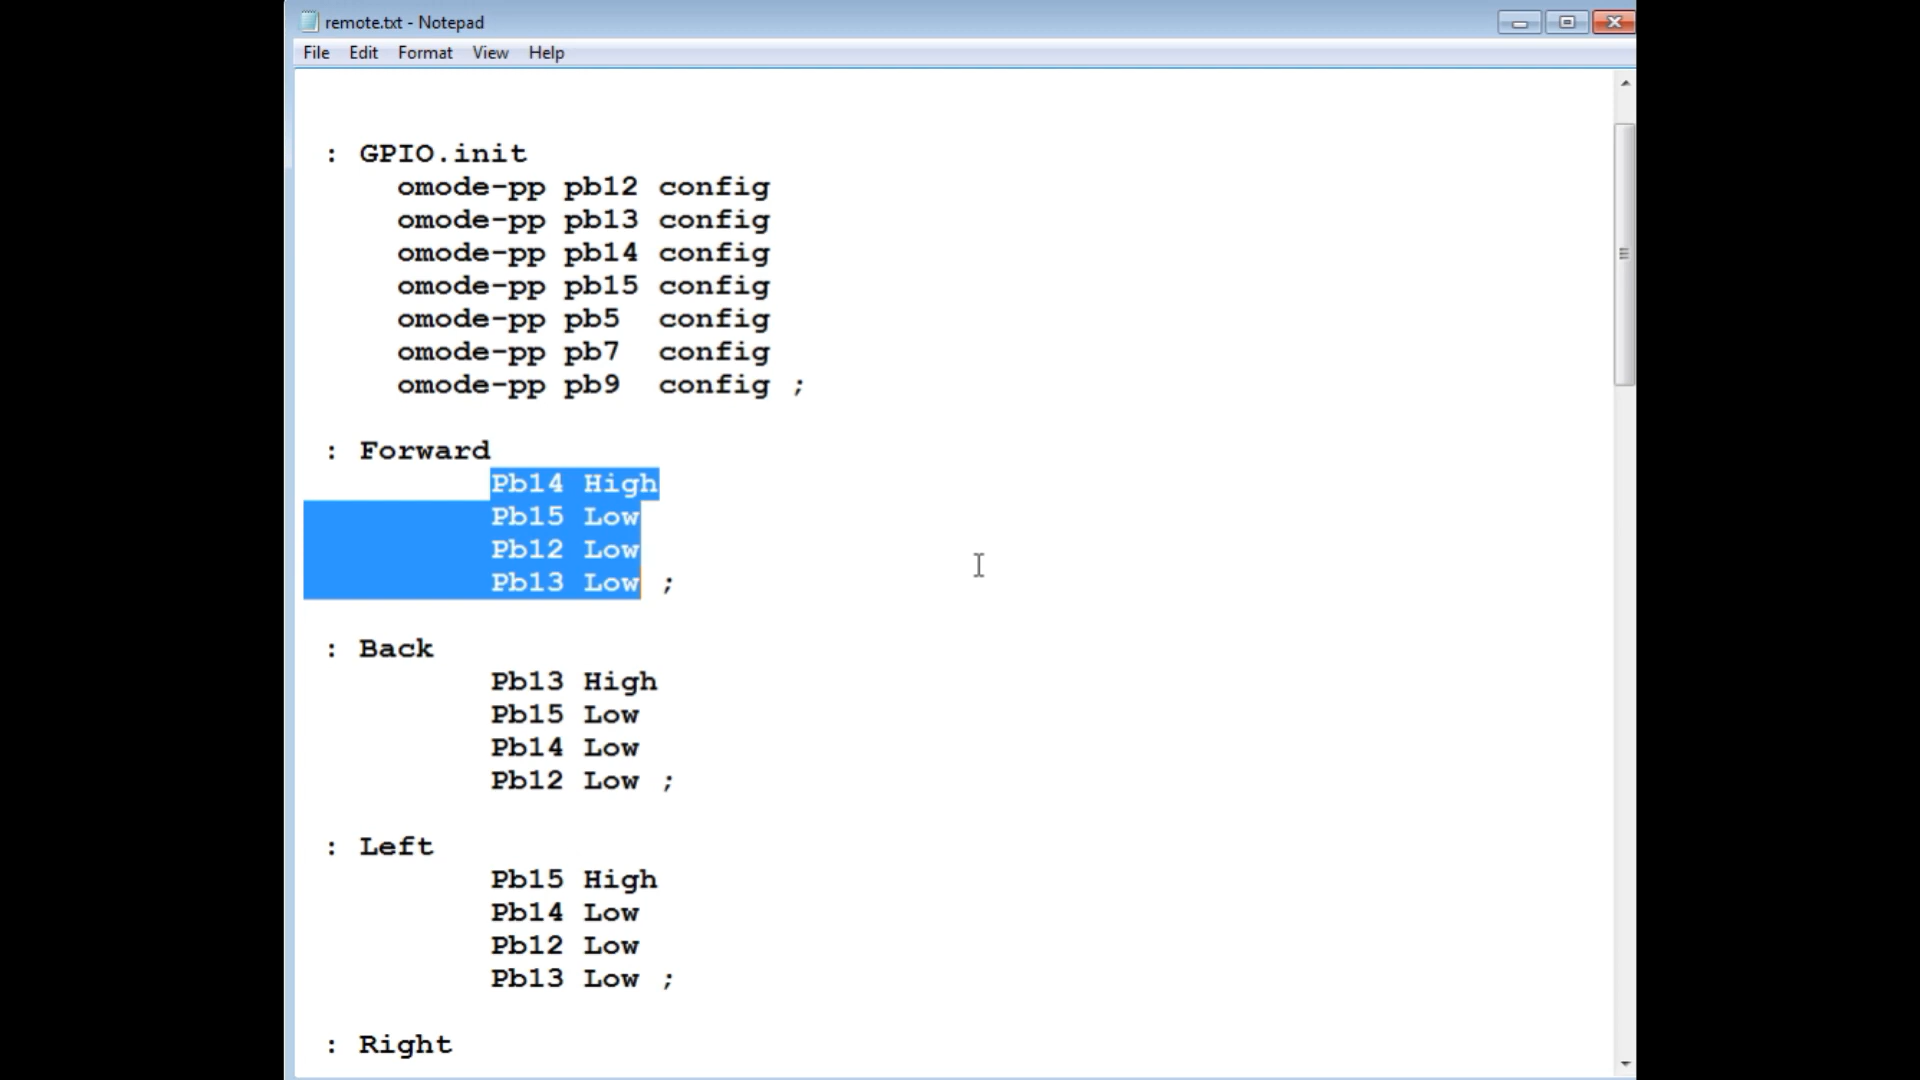 remote.txt - Notepad
File Edit Format View Help
: GPIO.init
omode-pp pb12 config
omode-pp pb13 config
omode-pp pb14 config
omode-pp pb15 config
omode-pp pb5 config
omode-pp pb7 config
omode-pp pb9 config ;
: Forward
Pb14 High
Pb15 Low
Pb12 Low
Pb13 Low ;
: Back
Pb13 High
Pb15 Low
Pb14 Low
Pb12 Low ;
: Left
Pb15 High
Pb14 Low
Pb12 Low
Pb13 Low ;
: Right